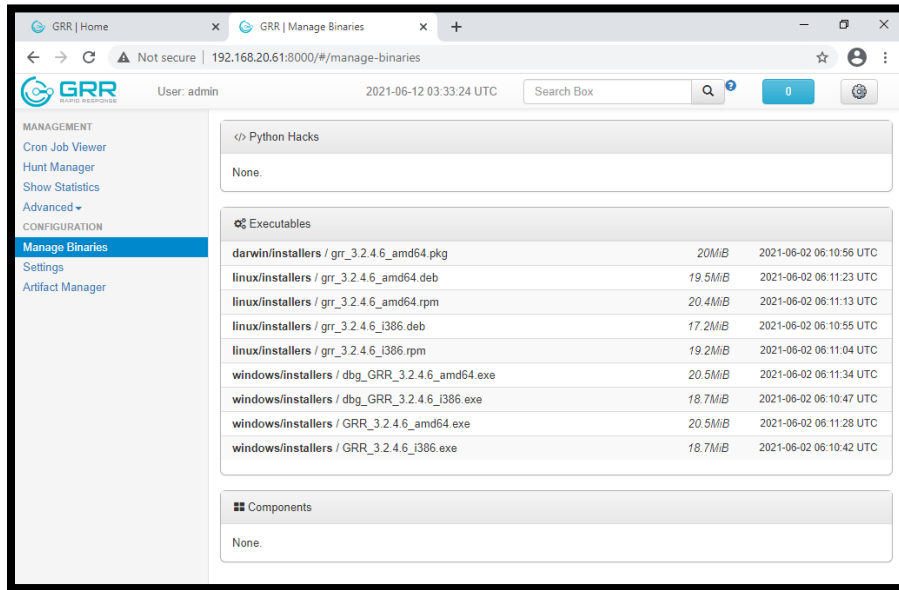 GRR | Home
GRR | Manage Binaries
Not secure | 192.168.20.61:8000/#/manage-binaries
GRR
RAPID RESPONSE
User: admin
2021-06-12 03:33:24 UTC
Search Box
0
MANAGEMENT
Cron Job Viewer
Hunt Manager
Show Statistics
Advanced
CONFIGURATION
Manage Binaries
Settings
Artifact Manager
</> Python Hacks
None.
Executables
darwin/installers / grr_3.2.4.6_amd64.pkg 20MiB 2021-06-02 06:10:56 UTC
linux/installers / grr_3.2.4.6_amd64.deb 19.5MiB 2021-06-02 06:11:23 UTC
linux/installers / grr_3.2.4.6_amd64.rpm 20.4MiB 2021-06-02 06:11:13 UTC
linux/installers / grr_3.2.4.6_i386.deb 17.2MiB 2021-06-02 06:10:55 UTC
linux/installers / grr_3.2.4.6_i386.rpm 19.2MiB 2021-06-02 06:11:04 UTC
windows/installers / dbg_GRR_3.2.4.6_amd64.exe 20.5MiB 2021-06-02 06:11:34 UTC
windows/installers / dbg_GRR_3.2.4.6_i386.exe 18.7MiB 2021-06-02 06:10:47 UTC
windows/installers / GRR_3.2.4.6_amd64.exe 20.5MiB 2021-06-02 06:11:28 UTC
windows/installers / GRR_3.2.4.6_i386.exe 18.7MiB 2021-06-02 06:10:42 UTC
Components
None.